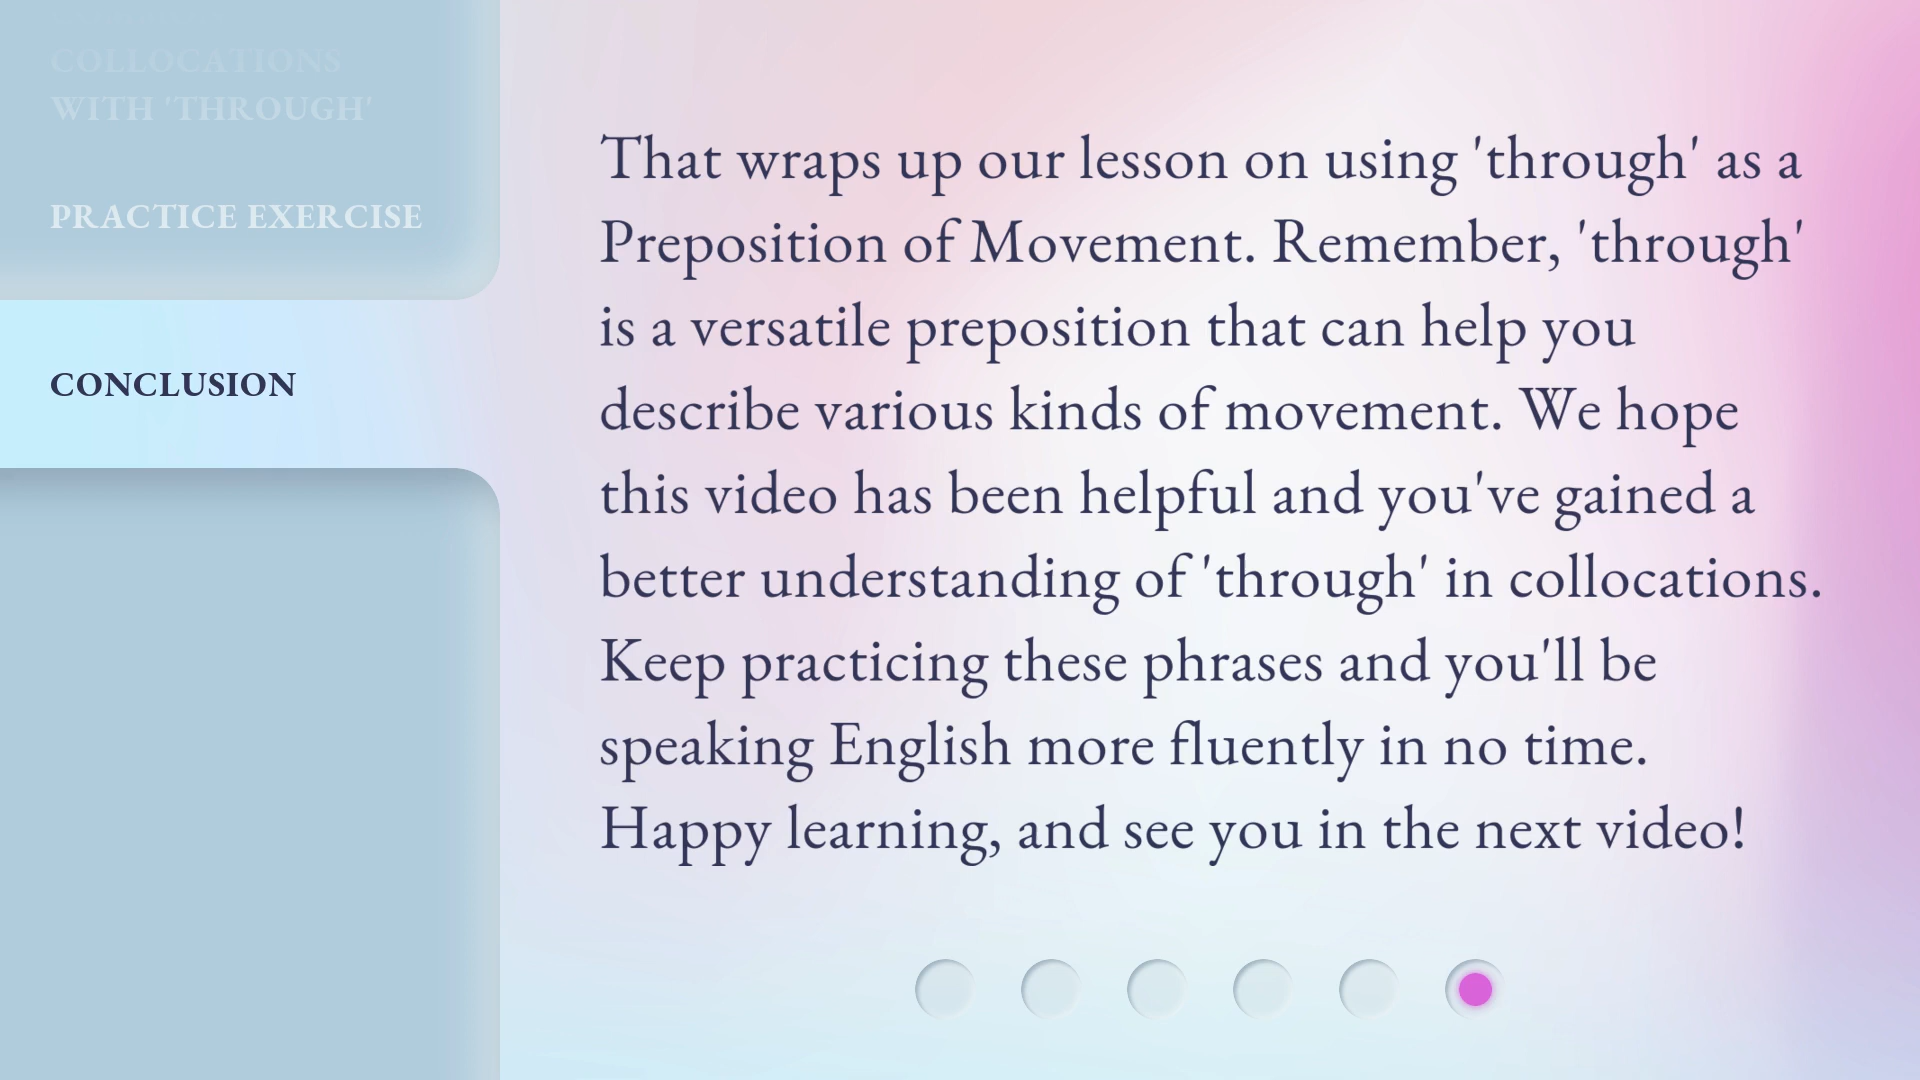 COLLOCATIONS
WITH 'THROUGH'
PRACTICE EXERCISE
CONCLUSION
That wraps up our lesson on using 'through' as a
Preposition of Movement. Remember, 'through'
is a versatile preposition that can help you
describe various kinds of movement. We hope
this video has been helpful and you've gained a
better understanding of 'through' in collocations.
Keep practicing these phrases and you'll be
speaking English more fluently in no time.
Happy learning, and see you in the next video!